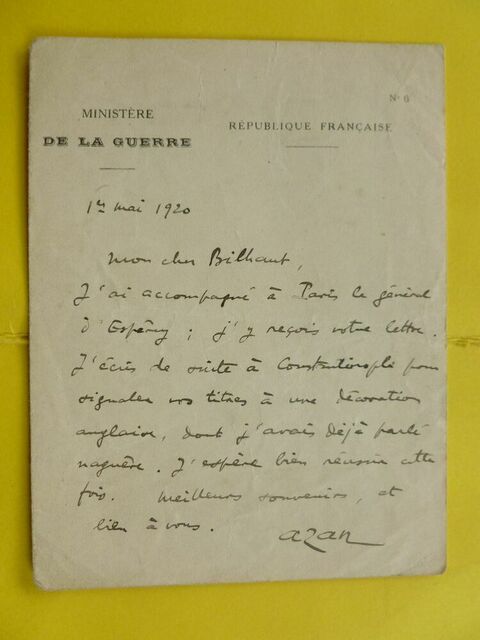 N° 6
MINISTÈRE
DE LA GUERRE
RÉPUBLIQUE FRANÇAISE
1er mai 1920
Mon cher Bilhaut,
J'ai accompagné à Paris le général
d'Espérey ; j'y reçois votre lettre.
J'écris de suite à Constantinople pour
signaler vos titres à une décoration
anglaise, dont j'avais déjà parlé
naguère. J'espère bien réussir cette
fois. Meilleurs souvenirs, et
bien à vous.
AZAN